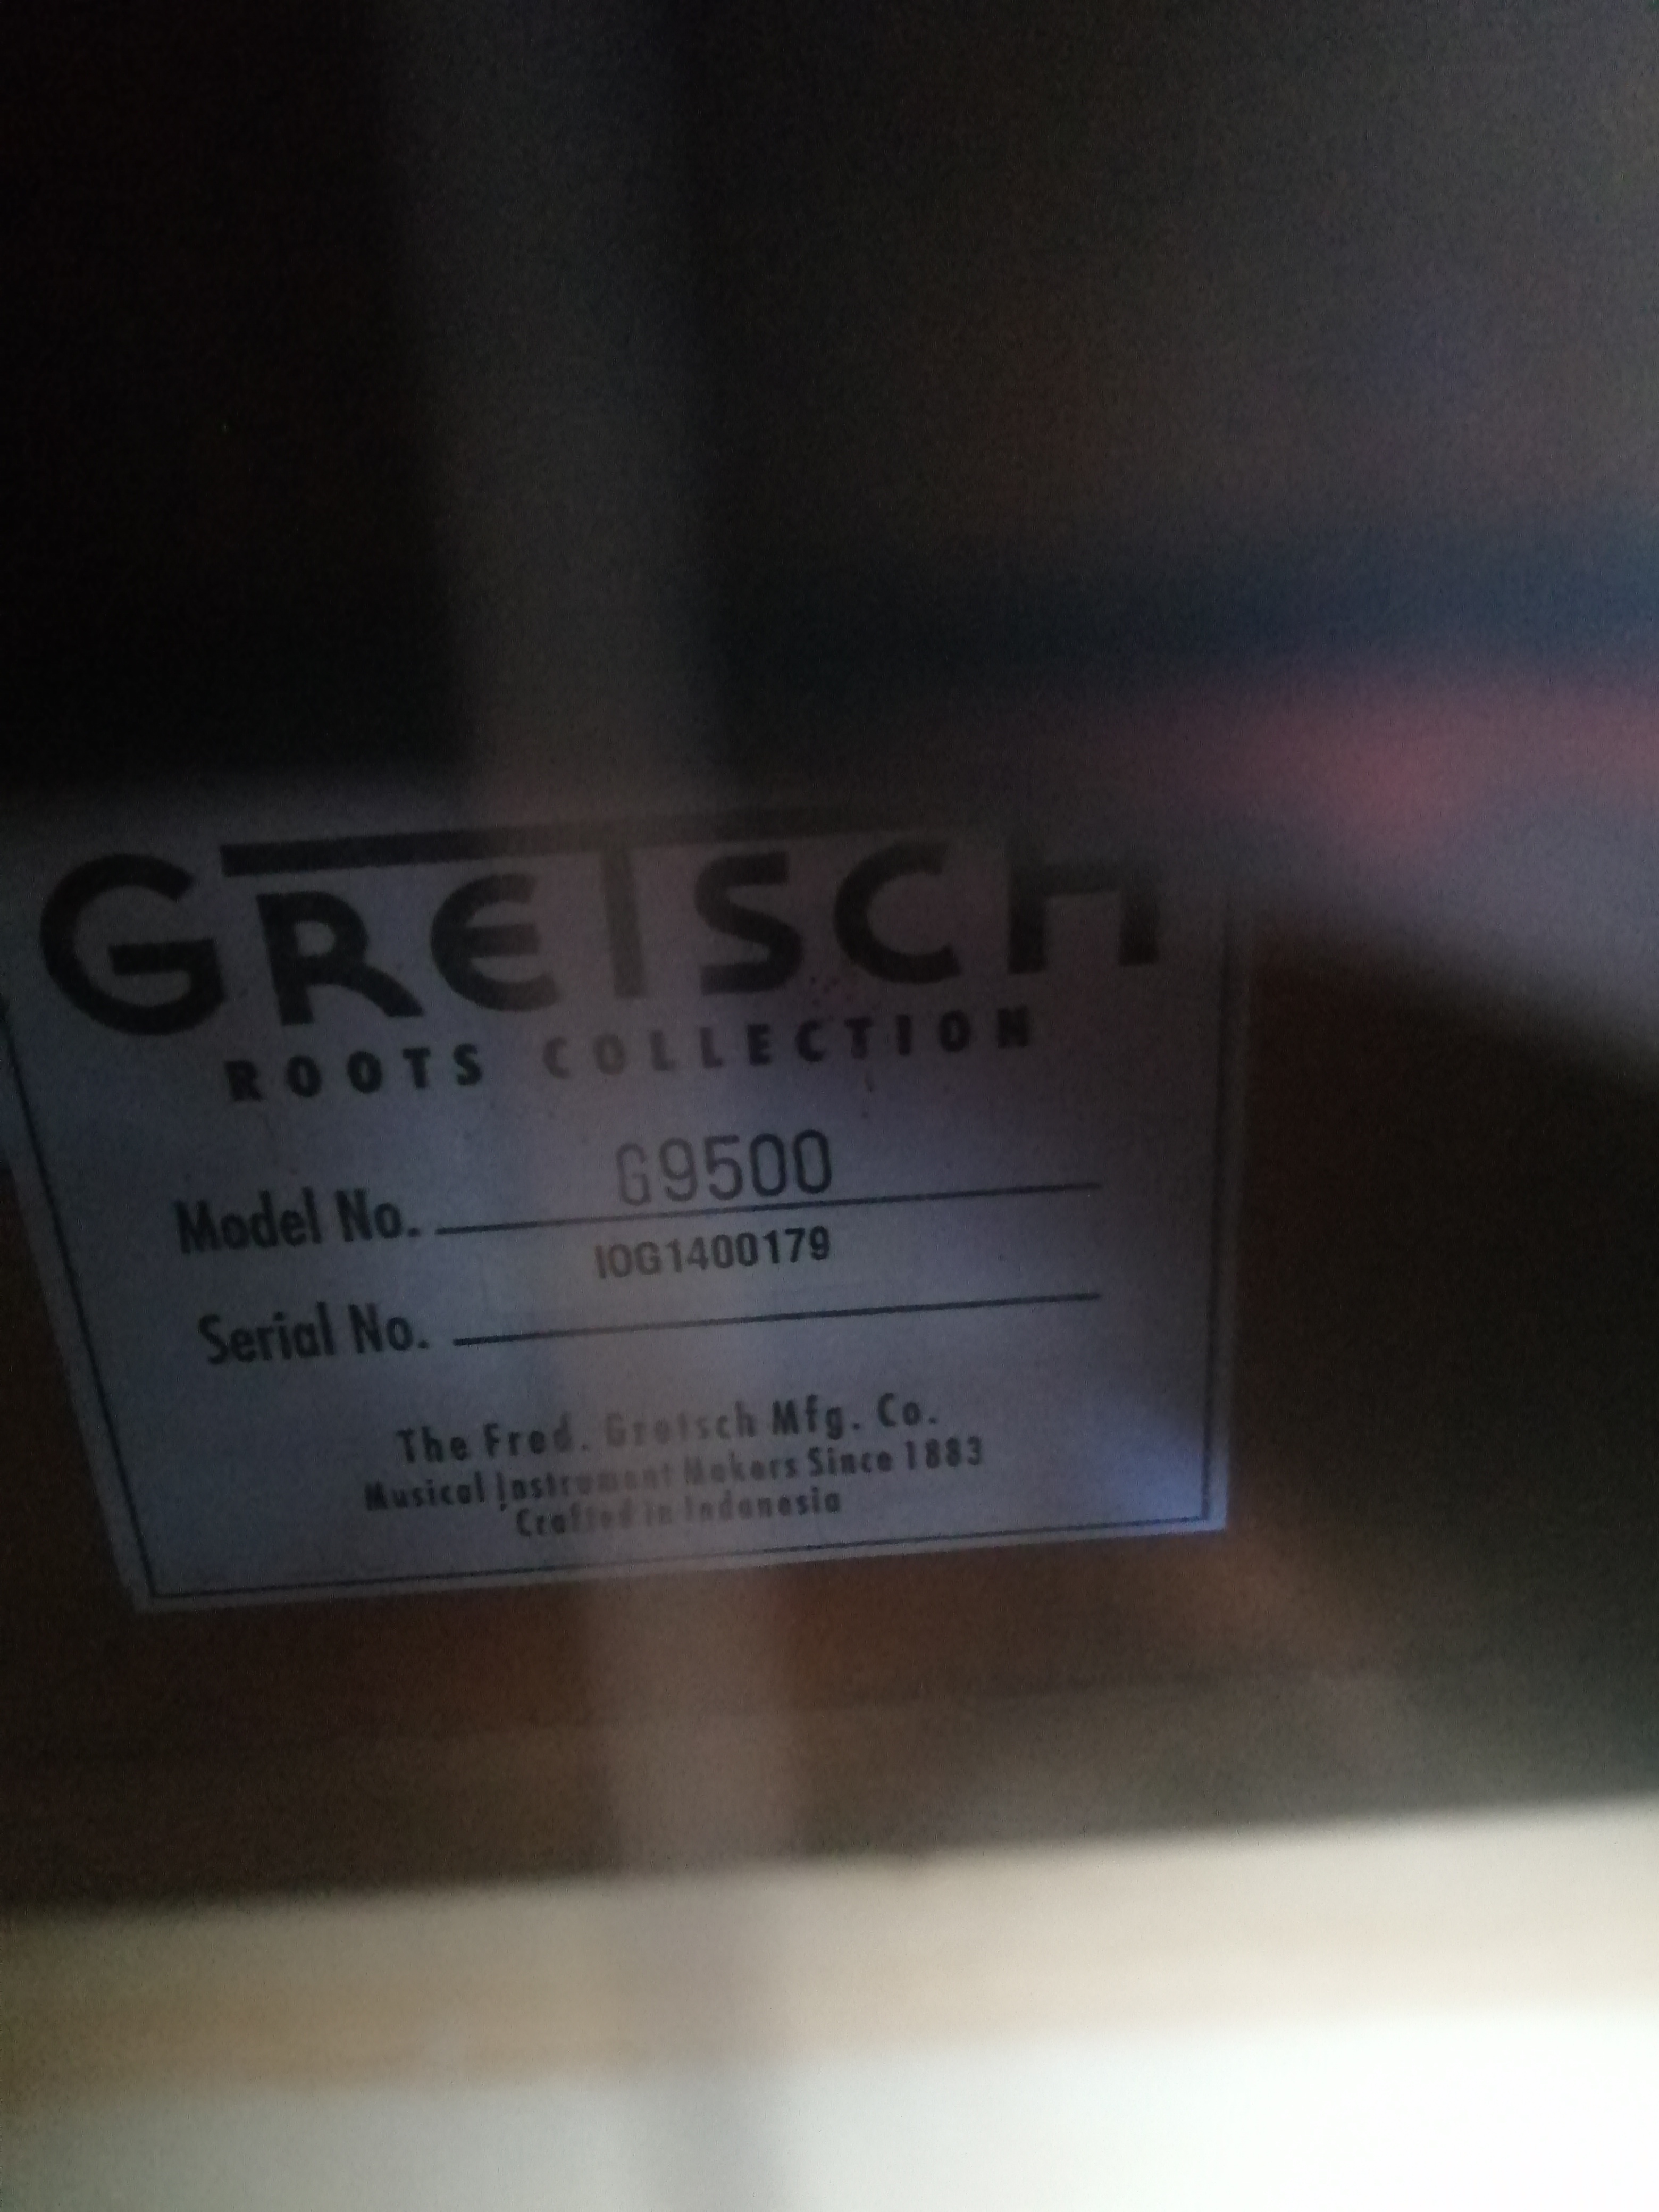 GRETSCH
ROOTS COLLECTION
Model No. G9500
IOG1400179
Serial No.
The Fred. Gretsch Mfg. Co.
Musical Instrument Makers Since 1883
Crafted in Indonesia